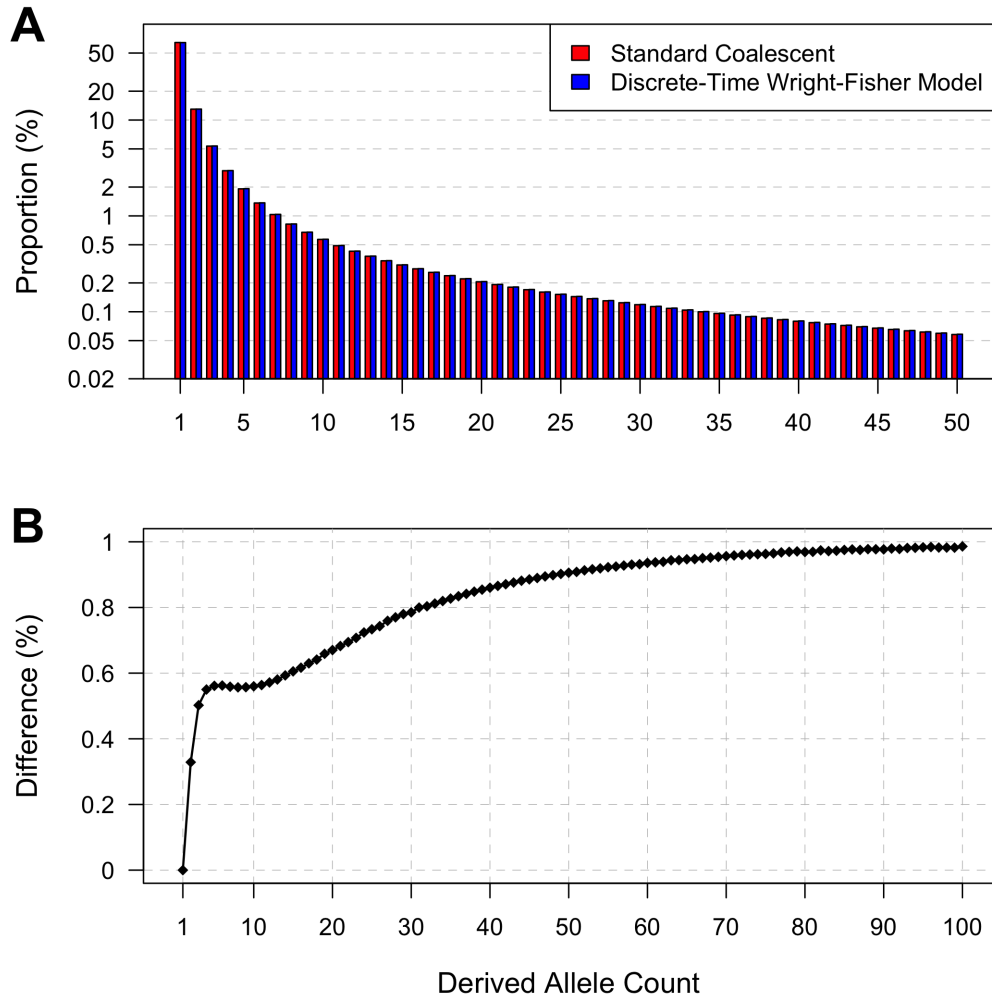 A
Proportion (%)
50
20
10
5
2
1
0.5
0.2
0.1
0.05
0.02
Standard Coalescent
Discrete-Time Wright-Fisher Model
1 5 10 15 20 25 30 35 40 45 50
B
Difference (%)
1
0.8
0.6
0.4
0.2
0
1 10 20 30 40 50 60 70 80 90 100
Derived Allele Count